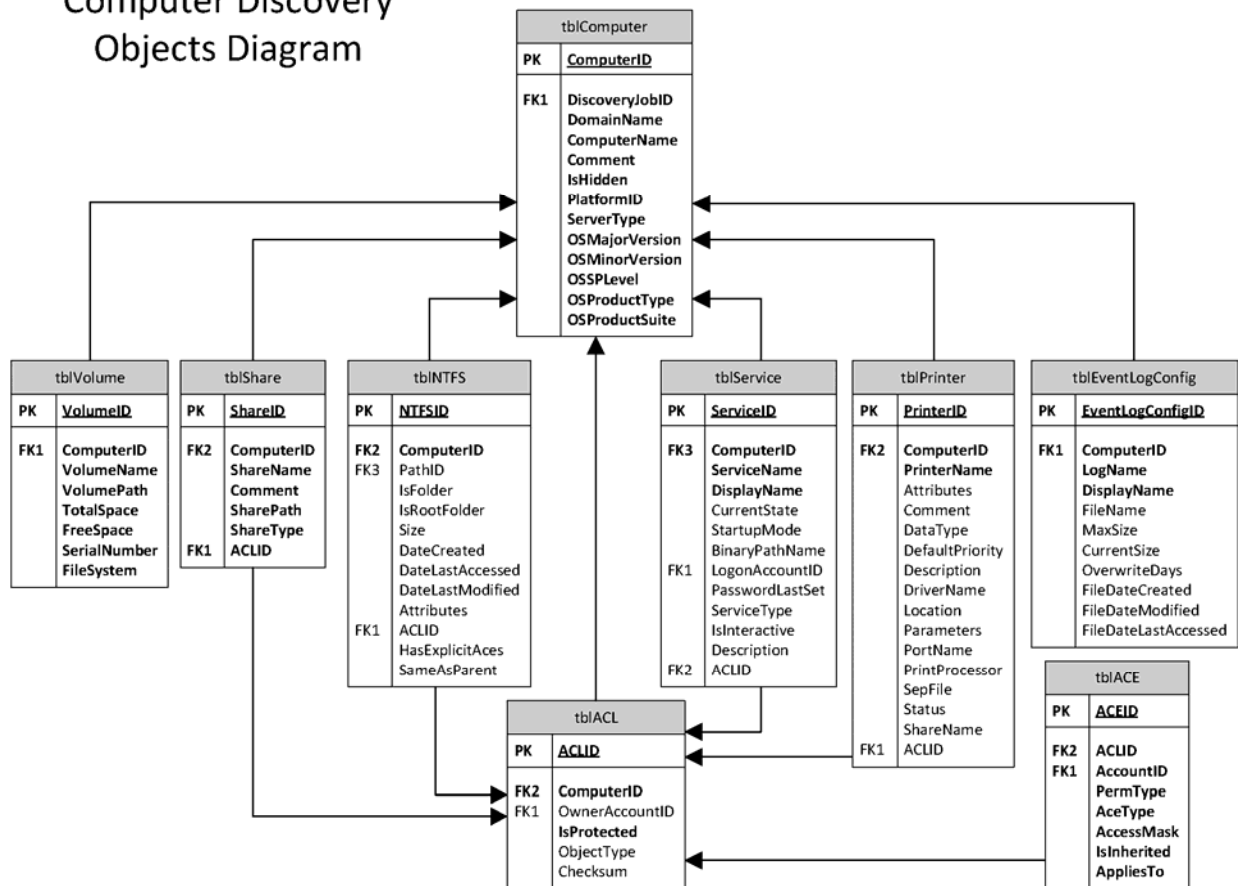 Computer Discovery
Objects Diagram
tblComputer
PK ComputerID
FK1 DiscoveryJobID
DomainName
ComputerName
Comment
IsHidden
PlatformID
ServerType
OSMajorVersion
OSMinorVersion
OSSPLevel
OSProductType
OSProductSuite
tblVolume
PK VolumeID
FK1 ComputerID
VolumeName
VolumePath
TotalSpace
FreeSpace
SerialNumber
FileSystem
tblShare
PK ShareID
FK2 ComputerID
ShareName
Comment
SharePath
ShareType
FK1 ACLID
tblNTFS
PK NTFSID
FK2 ComputerID
FK3 PathID
IsFolder
IsRootFolder
Size
DateCreated
DateLastAccessed
DateLastModified
Attributes
FK1 ACLID
HasExplicitAces
SameAsParent
tblService
PK ServiceID
FK3 ComputerID
ServiceName
DisplayName
CurrentState
StartupMode
BinaryPathName
FK1 LogonAccountID
PasswordLastSet
ServiceType
IsInteractive
Description
FK2 ACLID
tblPrinter
PK PrinterID
FK2 ComputerID
PrinterName
Attributes
Comment
DataType
DefaultPriority
Description
DriverName
Location
Parameters
PortName
PrintProcessor
SepFile
Status
ShareName
FK1 ACLID
tblEventLogConfig
PK EventLogConfigID
FK1 ComputerID
LogName
DisplayName
FileName
MaxSize
CurrentSize
OverwriteDays
FileDateCreated
FileDateModified
FileDateLastAccessed
tblACL
PK ACLID
FK2 ComputerID
FK1 OwnerAccountID
IsProtected
ObjectType
Checksum
tblACE
PK ACEID
FK2 ACLID
FK1 AccountID
PermType
AceType
AccessMask
IsInherited
AppliesTo